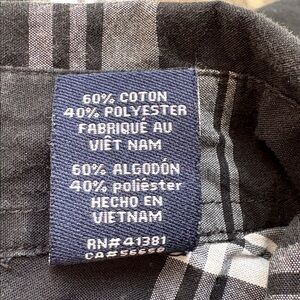 60% COTON
40% POLYESTER
FABRIQUÉ AU
VIÊT NAM
60% ALGODÓN
40% poliéster
HECHO EN
VIETNAM
RN#41381